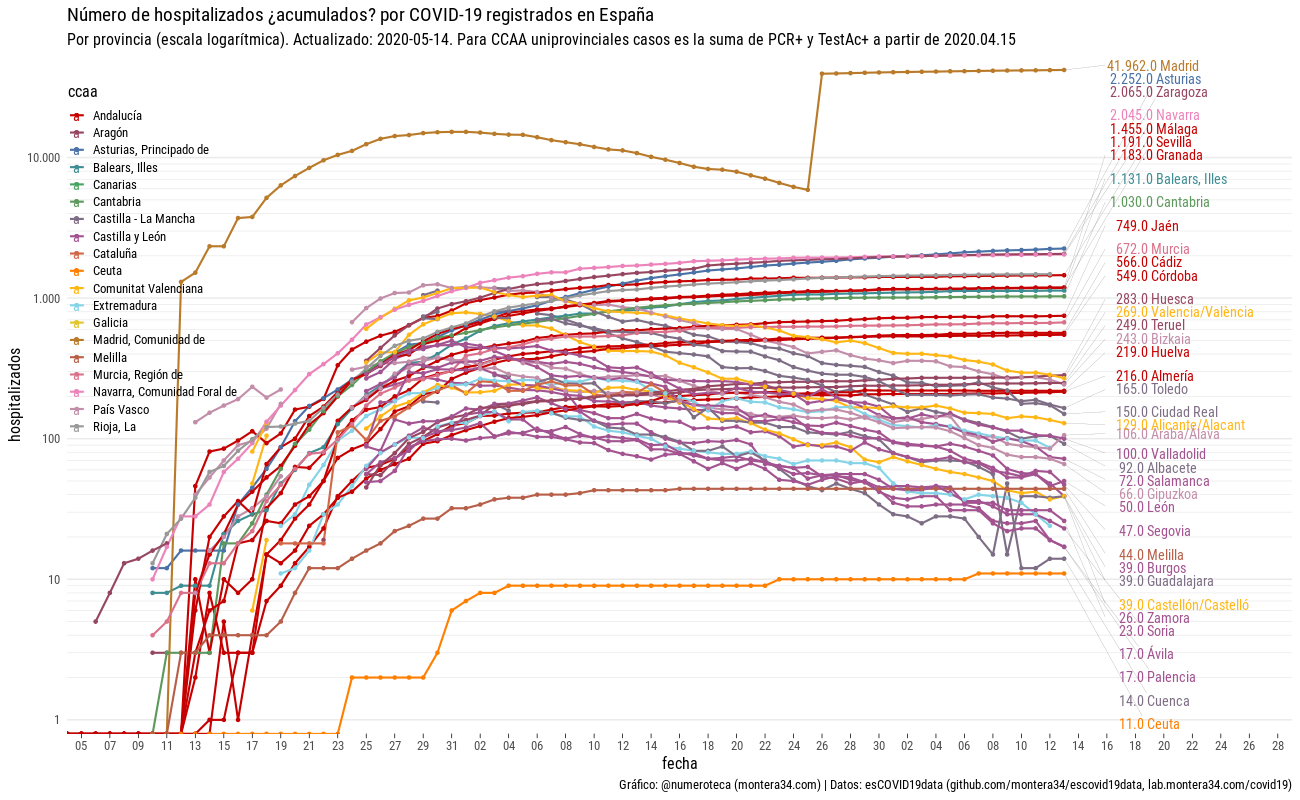 Número de hospitalizados ¿acumulados? por COVID-19 registrados en España
Por provincia (escala logarítmica). Actualizado: 2020-05-14. Para CCAA uniprovinciales casos es la suma de PCR+ y TestAc+ a partir de 2020.04.15
ccaa
Andalucía
Aragón
Asturias, Principado de
Balears, Illes
Canarias
Cantabria
Castilla - La Mancha
Castilla y León
Cataluña
Ceuta
Comunitat Valenciana
Extremadura
Galicia
Madrid, Comunidad de
Melilla
Murcia, Región de
Navarra, Comunidad Foral de
País Vasco
Rioja, La
hospitalizados
10.000
1.000
100
10
1
41.962.0 Madrid
2.252.0 Asturias
2.065.0 Zaragoza
2.045.0 Navarra
1.455.0 Málaga
1.191.0 Sevilla
1.183.0 Granada
1.131.0 Balears, Illes
1.030.0 Cantabria
749.0 Jaén
672.0 Murcia
566.0 Cádiz
549.0 Córdoba
283.0 Huesca
269.0 Valencia/València
249.0 Teruel
243.0 Bizkaia
219.0 Huelva
216.0 Almería
165.0 Toledo
150.0 Ciudad Real
129.0 Alicante/Alacant
106.0 Araba/Álava
100.0 Valladolid
92.0 Albacete
72.0 Salamanca
66.0 Gipuzkoa
50.0 León
47.0 Segovia
44.0 Melilla
39.0 Burgos
39.0 Guadalajara
39.0 Castellón/Castelló
26.0 Zamora
23.0 Soria
17.0 Ávila
17.0 Palencia
14.0 Cuenca
11.0 Ceuta
05 07 09 11 13 15 17 19 21 23 25 27 29 31 02 04 06 08 10 12 14 16 18 20 22 24 26 28 30 02 04 06 08 10 12 14 16 18 20 22 24 26 28
fecha
Gráfico: @numeroteca (montera34.com) | Datos: esCOVID19data (github.com/montera34/escovid19data, lab.montera34.com/covid19)